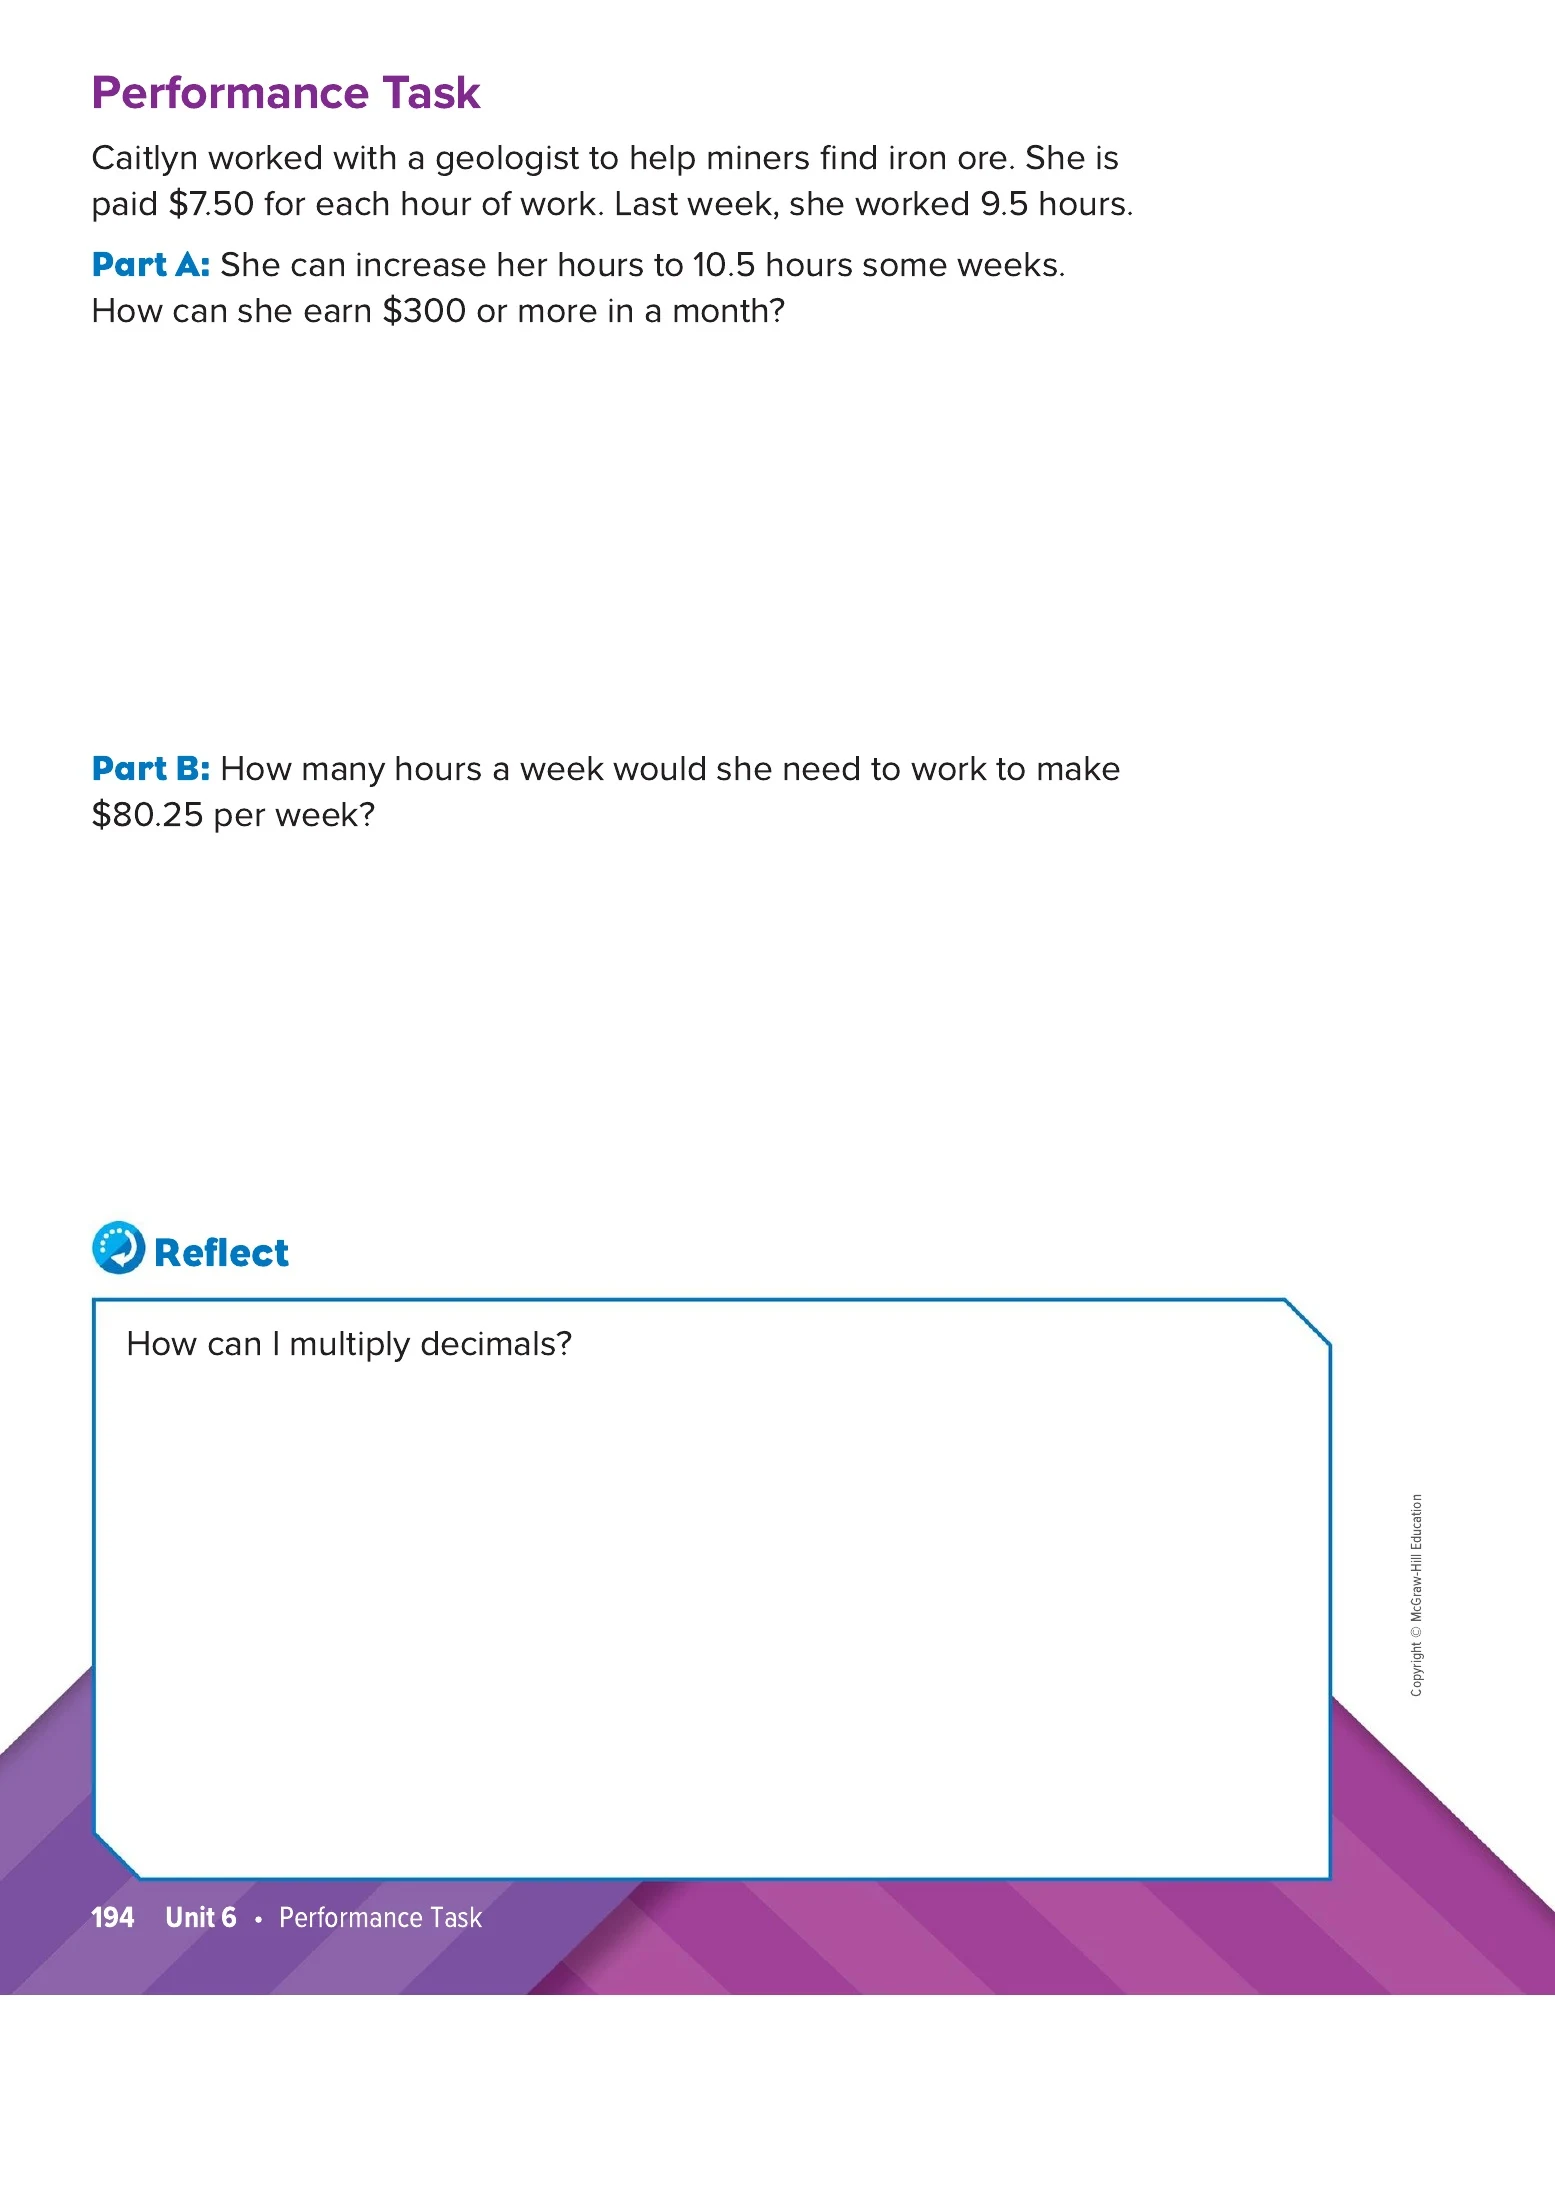 Performance Task
Caitlyn worked with a geologist to help miners find iron ore. She is
paid $7.50 for each hour of work. Last week, she worked 9.5 hours.
Part A: She can increase her hours to 10.5 hours some weeks.
How can she earn $300 or more in a month?
Part B: How many hours a week would she need to work to make
$80.25 per week?
Reflect
How can I multiply decimals?
Copyright © McGraw-Hill Education
194 Unit 6 • Performance Task